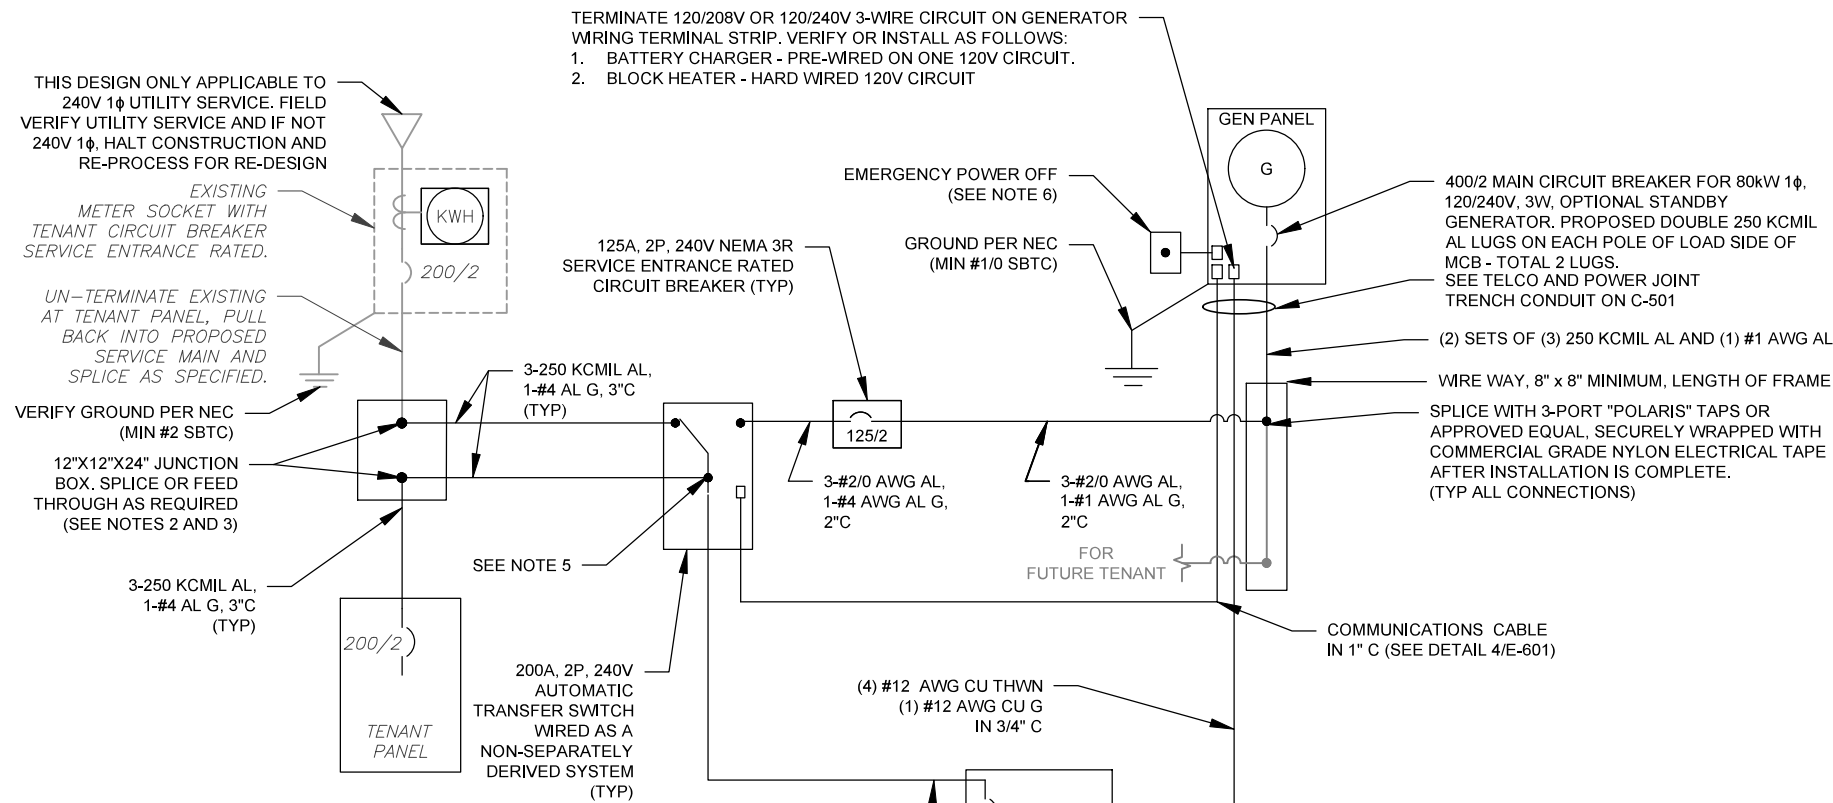 TERMINATE 120/208V OR 120/240V 3-WIRE CIRCUIT ON GENERATOR
WIRING TERMINAL STRIP. VERIFY OR INSTALL AS FOLLOWS:
1. BATTERY CHARGER - PRE-WIRED ON ONE 120V CIRCUIT.
2. BLOCK HEATER - HARD WIRED 120V CIRCUIT
THIS DESIGN ONLY APPLICABLE TO
240V 1ϕ UTILITY SERVICE. FIELD
VERIFY UTILITY SERVICE AND IF NOT
240V 1ϕ, HALT CONSTRUCTION AND
RE-PROCESS FOR RE-DESIGN
EXISTING
METER SOCKET WITH
TENANT CIRCUIT BREAKER
SERVICE ENTRANCE RATED.
KWH
200/2
UN-TERMINATE EXISTING
AT TENANT PANEL, PULL
BACK INTO PROPOSED
SERVICE MAIN AND
SPLICE AS SPECIFIED.
VERIFY GROUND PER NEC
(MIN #2 SBTC)
12"X12"X24" JUNCTION
BOX. SPLICE OR FEED
THROUGH AS REQUIRED
(SEE NOTES 2 AND 3)
3-250 KCMIL AL,
1-#4 AL G, 3"C
(TYP)
200/2
TENANT
PANEL
3-250 KCMIL AL,
1-#4 AL G, 3"C
(TYP)
SEE NOTE 5
200A, 2P, 240V
AUTOMATIC
TRANSFER SWITCH
WIRED AS A
NON-SEPARATELY
DERIVED SYSTEM
(TYP)
125A, 2P, 240V NEMA 3R
SERVICE ENTRANCE RATED
CIRCUIT BREAKER (TYP)
125/2
3-#2/0 AWG AL,
1-#4 AWG AL G,
2"C
3-#2/0 AWG AL,
1-#1 AWG AL G,
2"C
EMERGENCY POWER OFF
(SEE NOTE 6)
GROUND PER NEC
(MIN #1/0 SBTC)
GEN PANEL
G
400/2 MAIN CIRCUIT BREAKER FOR 80kW 1ϕ,
120/240V, 3W, OPTIONAL STANDBY
GENERATOR. PROPOSED DOUBLE 250 KCMIL
AL LUGS ON EACH POLE OF LOAD SIDE OF
MCB - TOTAL 2 LUGS.
SEE TELCO AND POWER JOINT
TRENCH CONDUIT ON C-501
(2) SETS OF (3) 250 KCMIL AL AND (1) #1 AWG AL
WIRE WAY, 8" x 8" MINIMUM, LENGTH OF FRAME
SPLICE WITH 3-PORT "POLARIS" TAPS OR
APPROVED EQUAL, SECURELY WRAPPED WITH
COMMERCIAL GRADE NYLON ELECTRICAL TAPE
AFTER INSTALLATION IS COMPLETE.
(TYP ALL CONNECTIONS)
FOR
FUTURE TENANT
COMMUNICATIONS CABLE
IN 1" C (SEE DETAIL 4/E-601)
(4) #12 AWG CU THWN
(1) #12 AWG CU G
IN 3/4" C